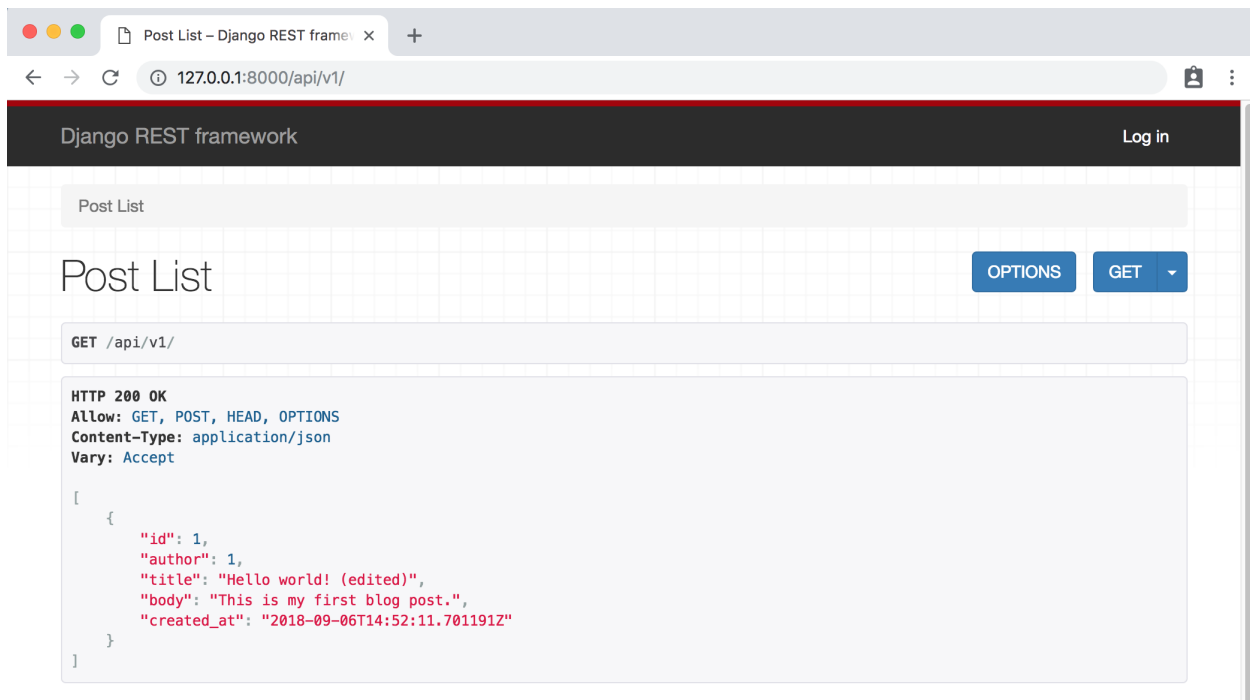 Post List – Django REST frame
127.0.0.1:8000/api/v1/
Django REST framework
Log in
Post List
Post List
OPTIONS
GET
GET /api/v1/
HTTP 200 OK
Allow: GET, POST, HEAD, OPTIONS
Content-Type: application/json
Vary: Accept
[
    {
        "id": 1,
        "author": 1,
        "title": "Hello world! (edited)",
        "body": "This is my first blog post.",
        "created_at": "2018-09-06T14:52:11.701191Z"
    }
]